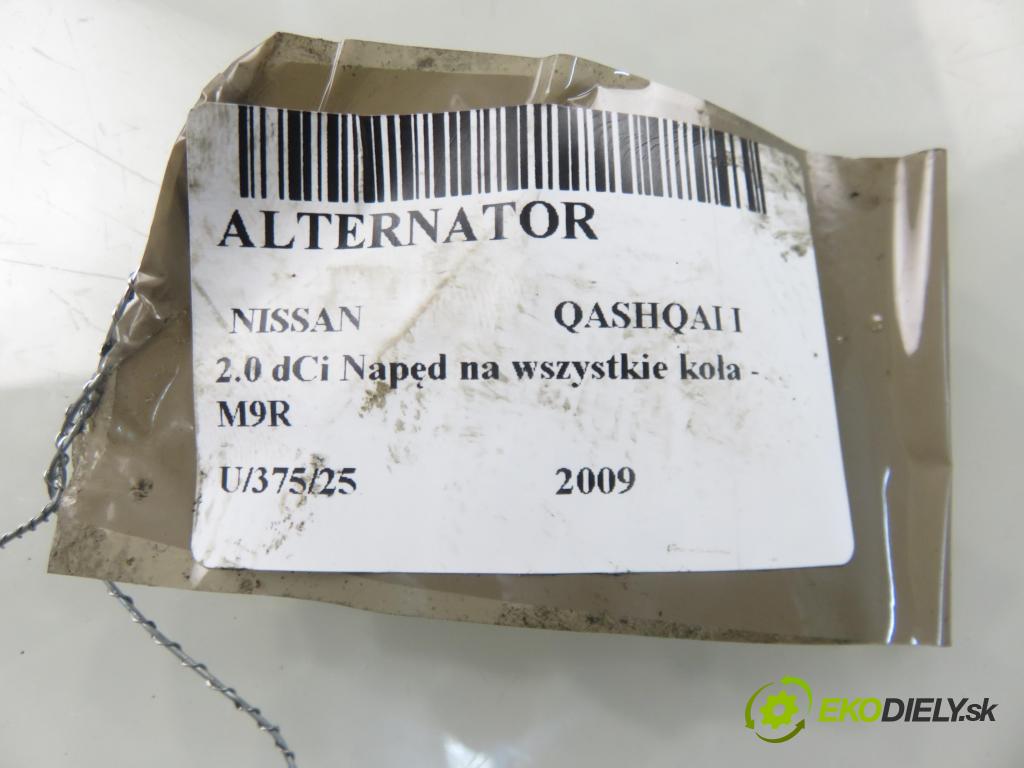 ALTERNATOR
NISSAN QASHQAI I
2.0 dCi Napęd na wszystkie koła -
M9R
U/375/25 2009
EKODIELY.sk